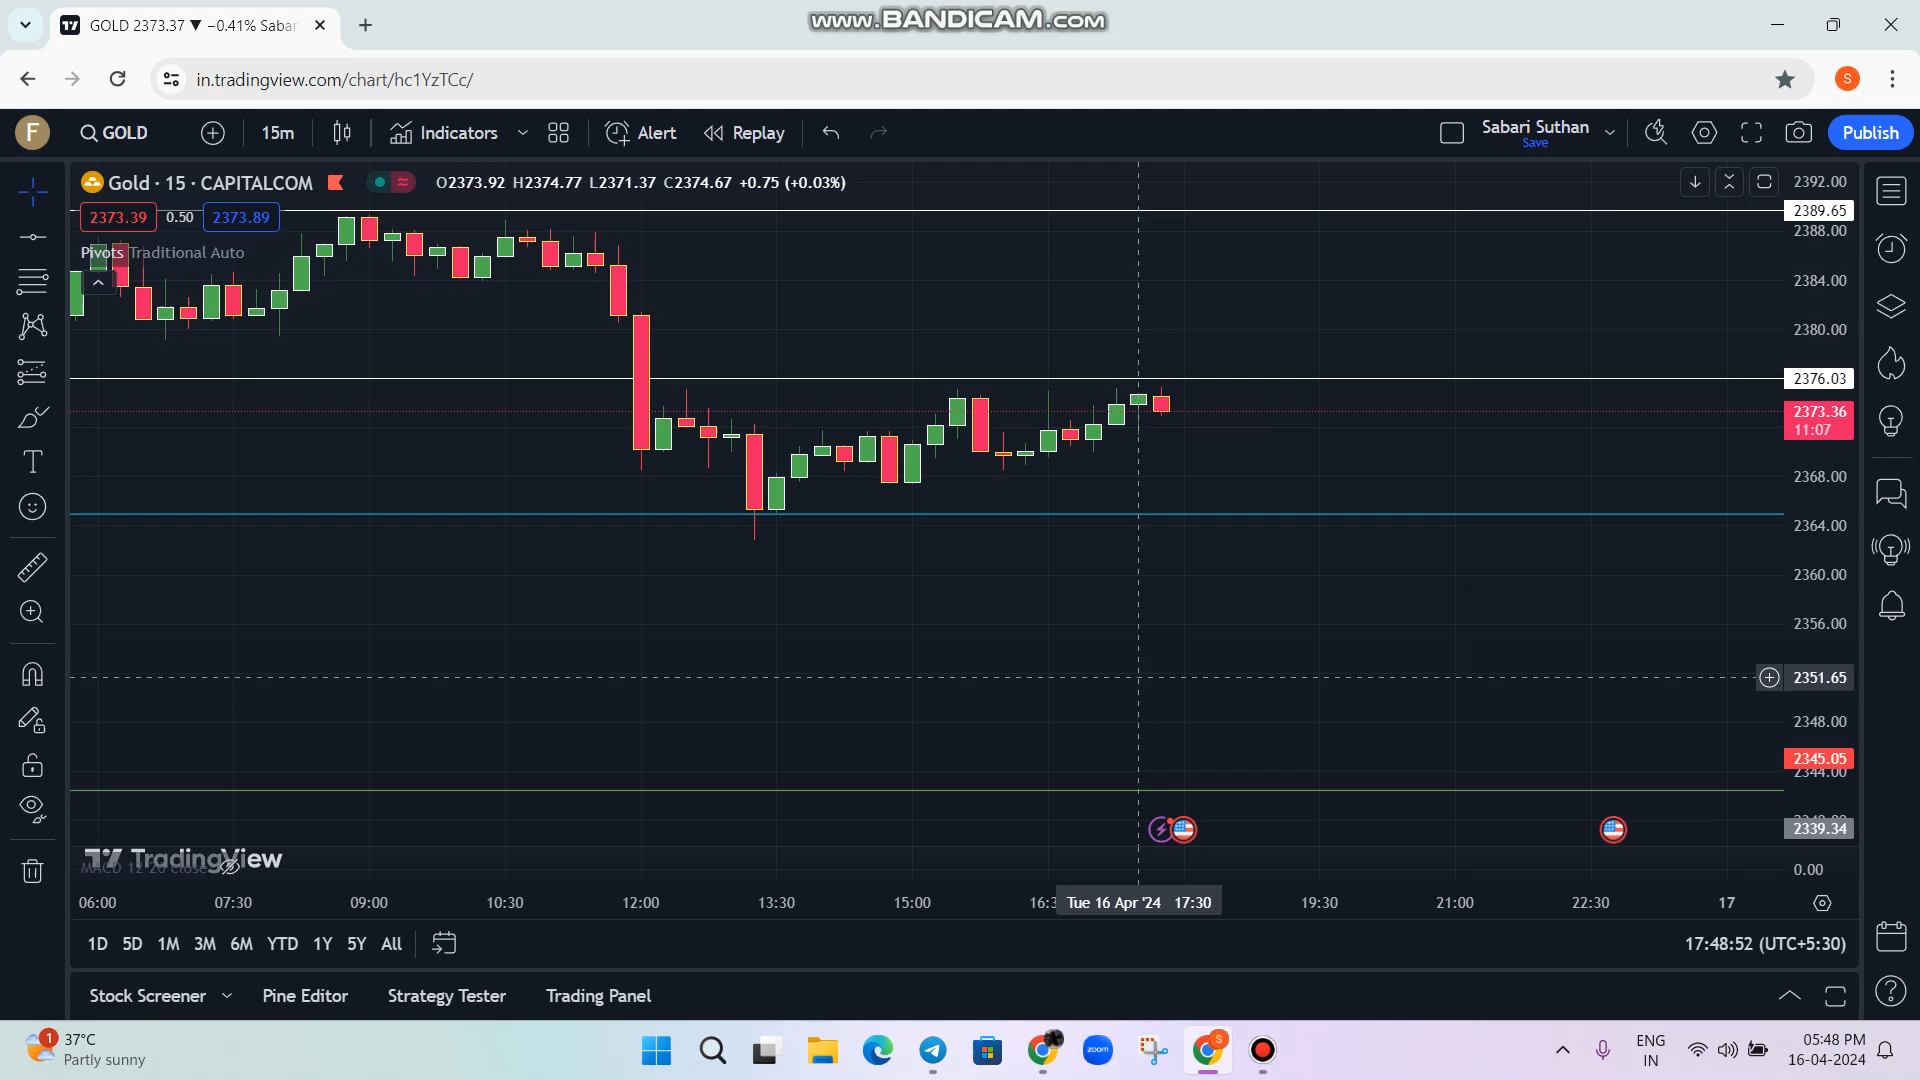 GOLD 2373.37 ▼ −0.41% Sabar
www.BANDICAM.com
in.tradingview.com/chart/hc1YzTCc/
S
F
GOLD
15m
Indicators
Alert
Replay
Sabari Suthan
Save
Publish
Gold · 15 · CAPITALCOM
O2373.92 H2374.77 L2371.37 C2374.67 +0.75 (+0.03%)
2373.39
0.50
2373.89
Pivots Traditional Auto
2392.00
2389.65
2388.00
2384.00
2380.00
2376.03
2373.36
11:07
2368.00
2364.00
2360.00
2356.00
2351.65
2348.00
2345.05
2344.00
2339.34
0.00
TradingView
06:00
07:30
09:00
10:30
12:00
13:30
15:00
16:3
Tue 16 Apr '24 17:30
19:30
21:00
22:30
17
1D 5D 1M 3M 6M YTD 1Y 5Y All
17:48:52 (UTC+5:30)
Stock Screener
Pine Editor
Strategy Tester
Trading Panel
1
37°C
Partly sunny
zoom
S
ENG
IN
05:48 PM
16-04-2024